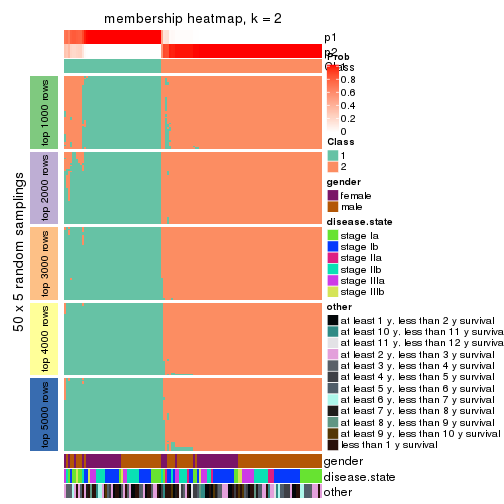 membership heatmap, k = 2
p1
p2
Class
Prob
0.8
0.6
0.4
0.2
0
Class
1
2
gender
female
male
disease.state
stage Ia
stage Ib
stage IIa
stage IIb
stage IIIa
stage IIIb
other
at least 1 y. less than 2 y survival
at least 10 y. less than 11 y surviva
at least 11 y. less than 12 y surviva
at least 2 y. less than 3 y survival
at least 3 y. less than 4 y survival
at least 4 y. less than 5 y survival
at least 5 y. less than 6 y survival
at least 6 y. less than 7 y survival
at least 7 y. less than 8 y survival
at least 8 y. less than 9 y survival
at least 9 y. less than 10 y survival
less than 1 y survival
50 x 5 random samplings
top 1000 rows
top 2000 rows
top 3000 rows
top 4000 rows
top 5000 rows
gender
disease.state
other